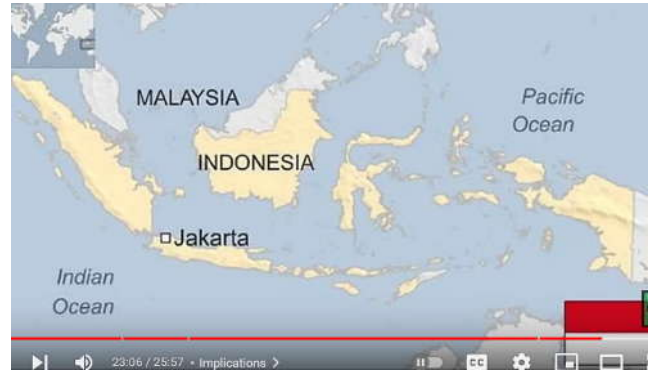 MALAYSIA
Pacific
Ocean
INDONESIA
Jakarta
Indian
Ocean
23:06 / 25:57 • Implications >
CC